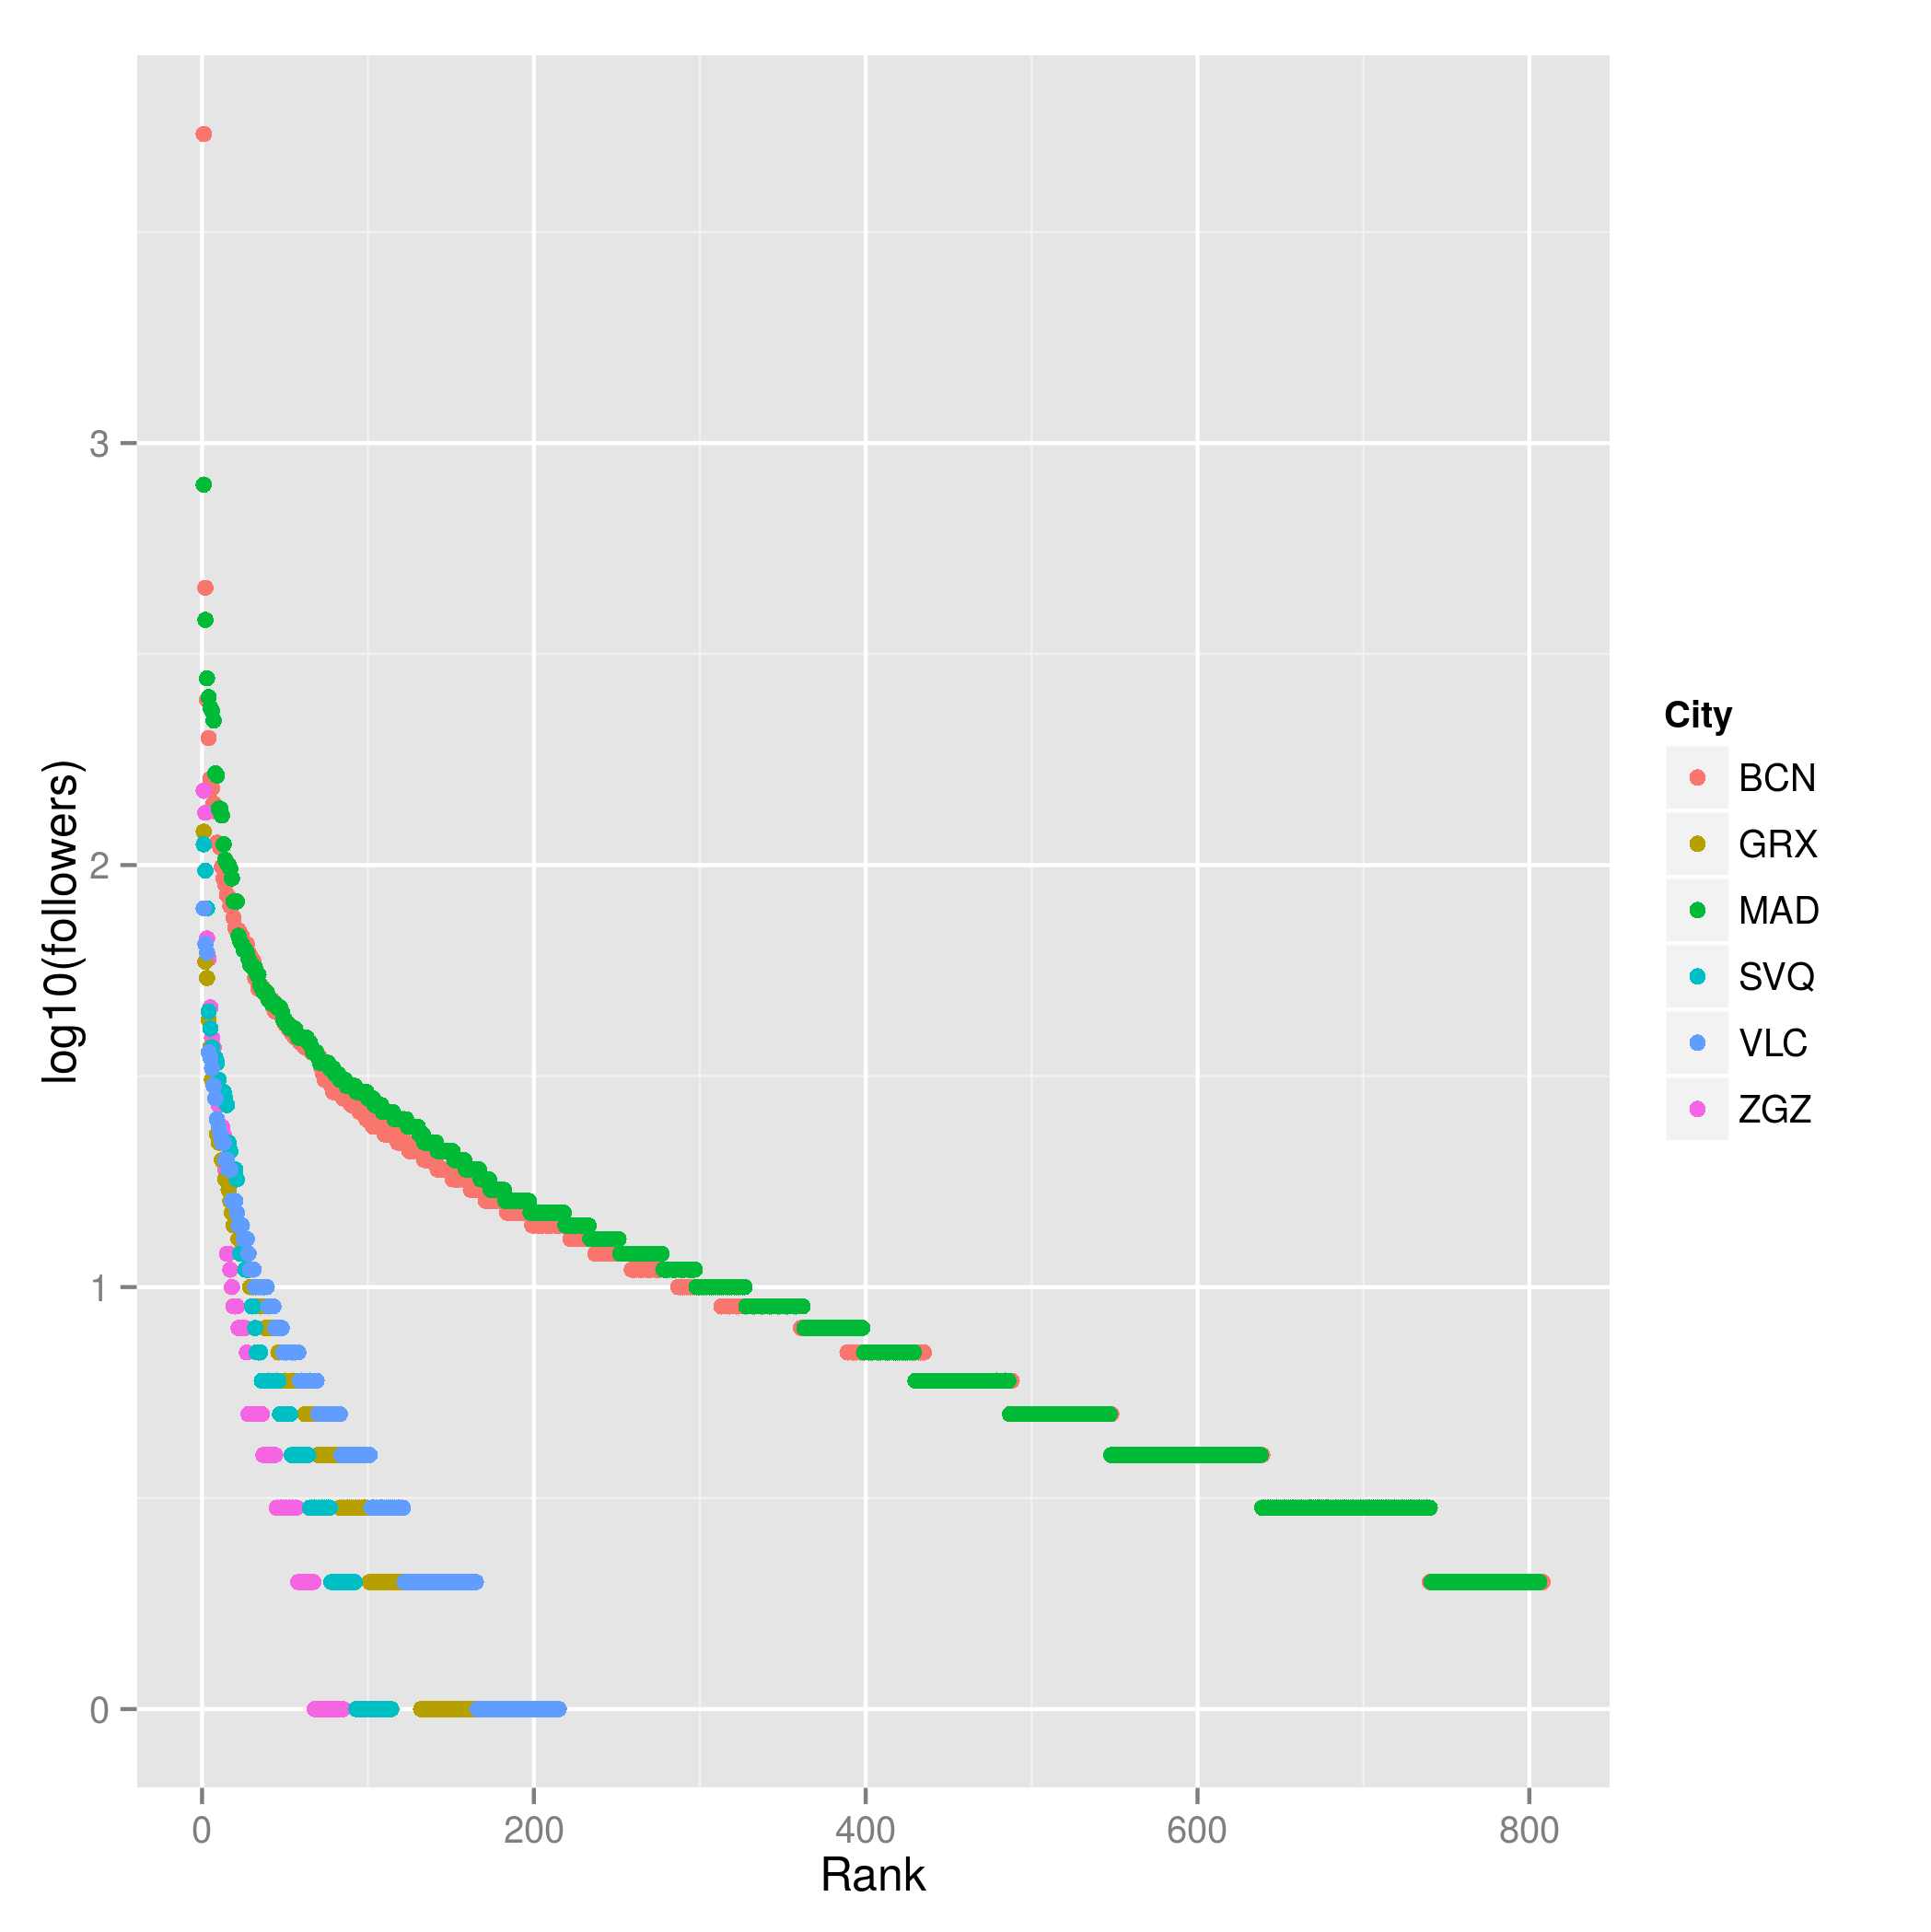 3
2
1
0
log10(followers)
0 200 400 600 800
Rank
City
BCN
GRX
MAD
SVQ
VLC
ZGZ